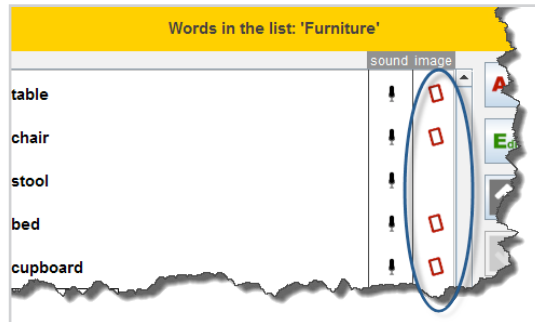 Words in the list: 'Furniture'
sound image
table
chair
stool
bed
cupboard